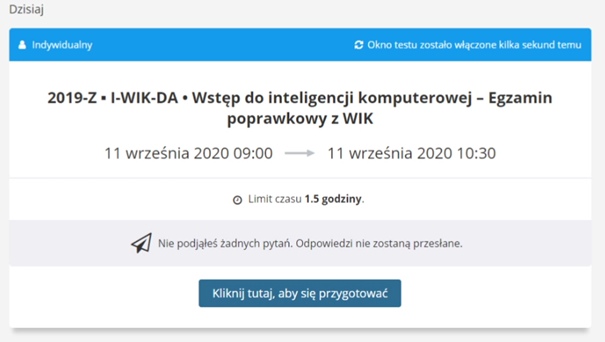 Dzisiaj
Indywidualny
Okno testu zostało włączone kilka sekund temu
2019-Z ▪ I-WIK-DA • Wstęp do inteligencji komputerowej – Egzamin
poprawkowy z WIK
11 września 2020 09:00 → 11 września 2020 10:30
Limit czasu 1.5 godziny.
Nie podjąłeś żadnych pytań. Odpowiedzi nie zostaną przesłane.
Kliknij tutaj, aby się przygotować